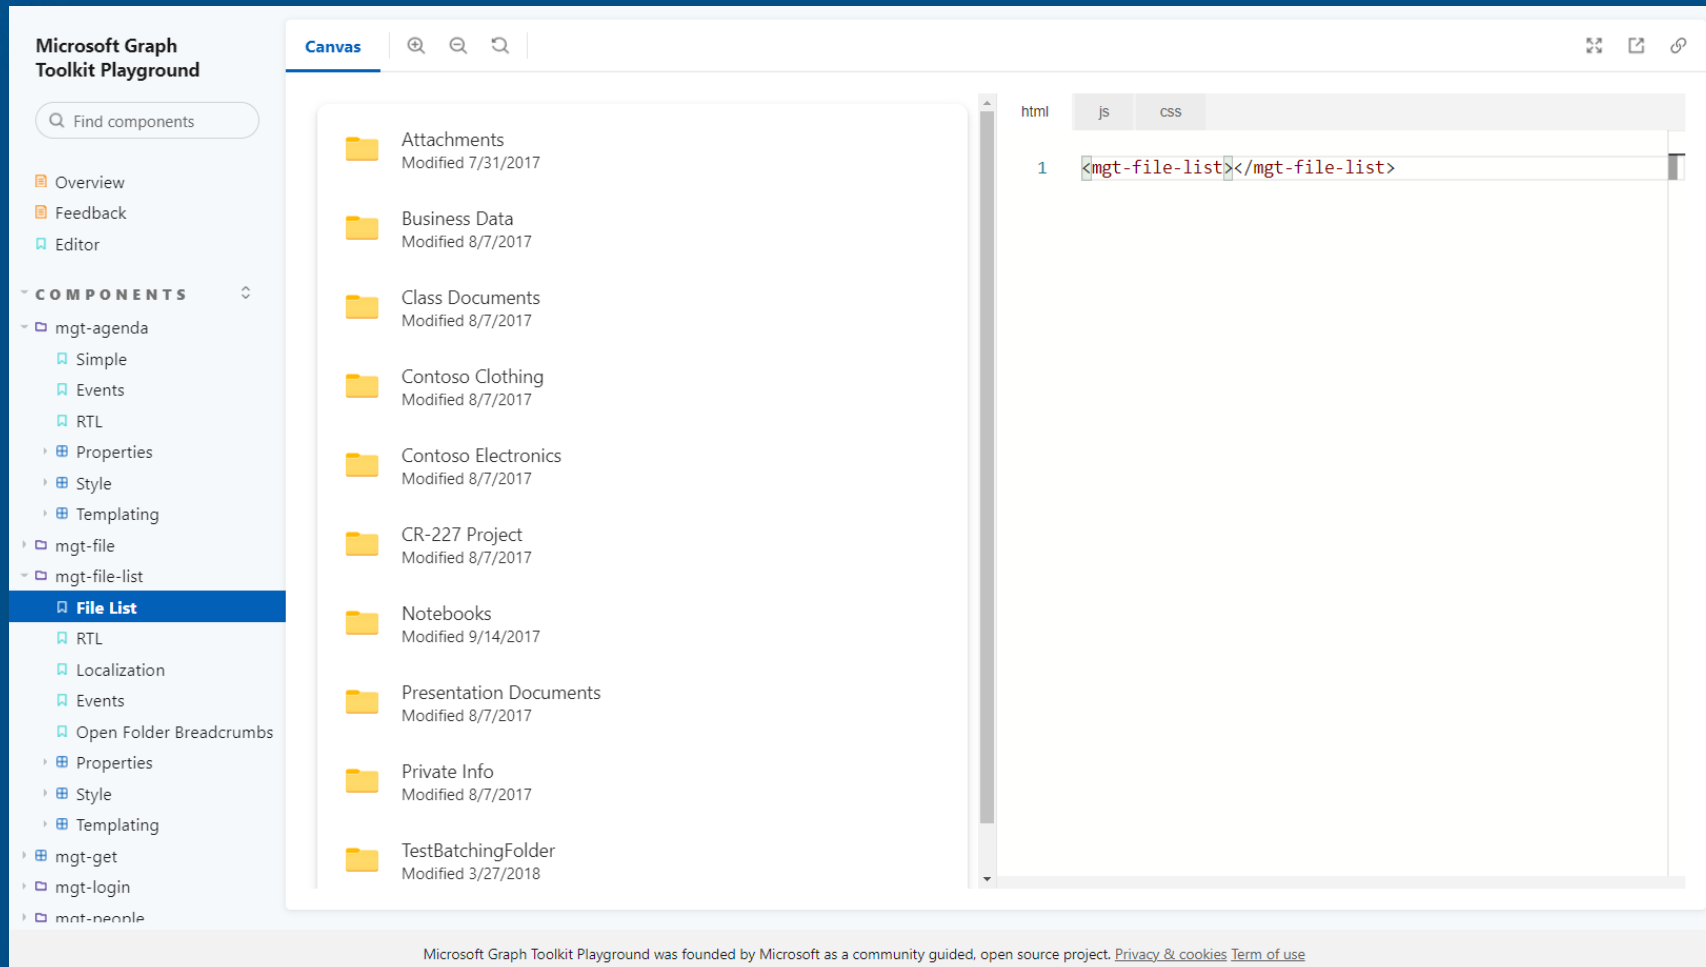 Microsoft Graph
Toolkit Playground
Find components
Overview
Feedback
Editor
COMPONENTS
mgt-agenda
Simple
Events
RTL
Properties
Style
Templating
mgt-file
mgt-file-list
File List
RTL
Localization
Events
Open Folder Breadcrumbs
Properties
Style
Templating
mgt-get
mgt-login
mgt-people
Canvas
Attachments
Modified 7/31/2017
Business Data
Modified 8/7/2017
Class Documents
Modified 8/7/2017
Contoso Clothing
Modified 8/7/2017
Contoso Electronics
Modified 8/7/2017
CR-227 Project
Modified 8/7/2017
Notebooks
Modified 9/14/2017
Presentation Documents
Modified 8/7/2017
Private Info
Modified 8/7/2017
TestBatchingFolder
Modified 3/27/2018
html js css
1 <mgt-file-list></mgt-file-list>
Microsoft Graph Toolkit Playground was founded by Microsoft as a community guided, open source project. Privacy & cookies Term of use